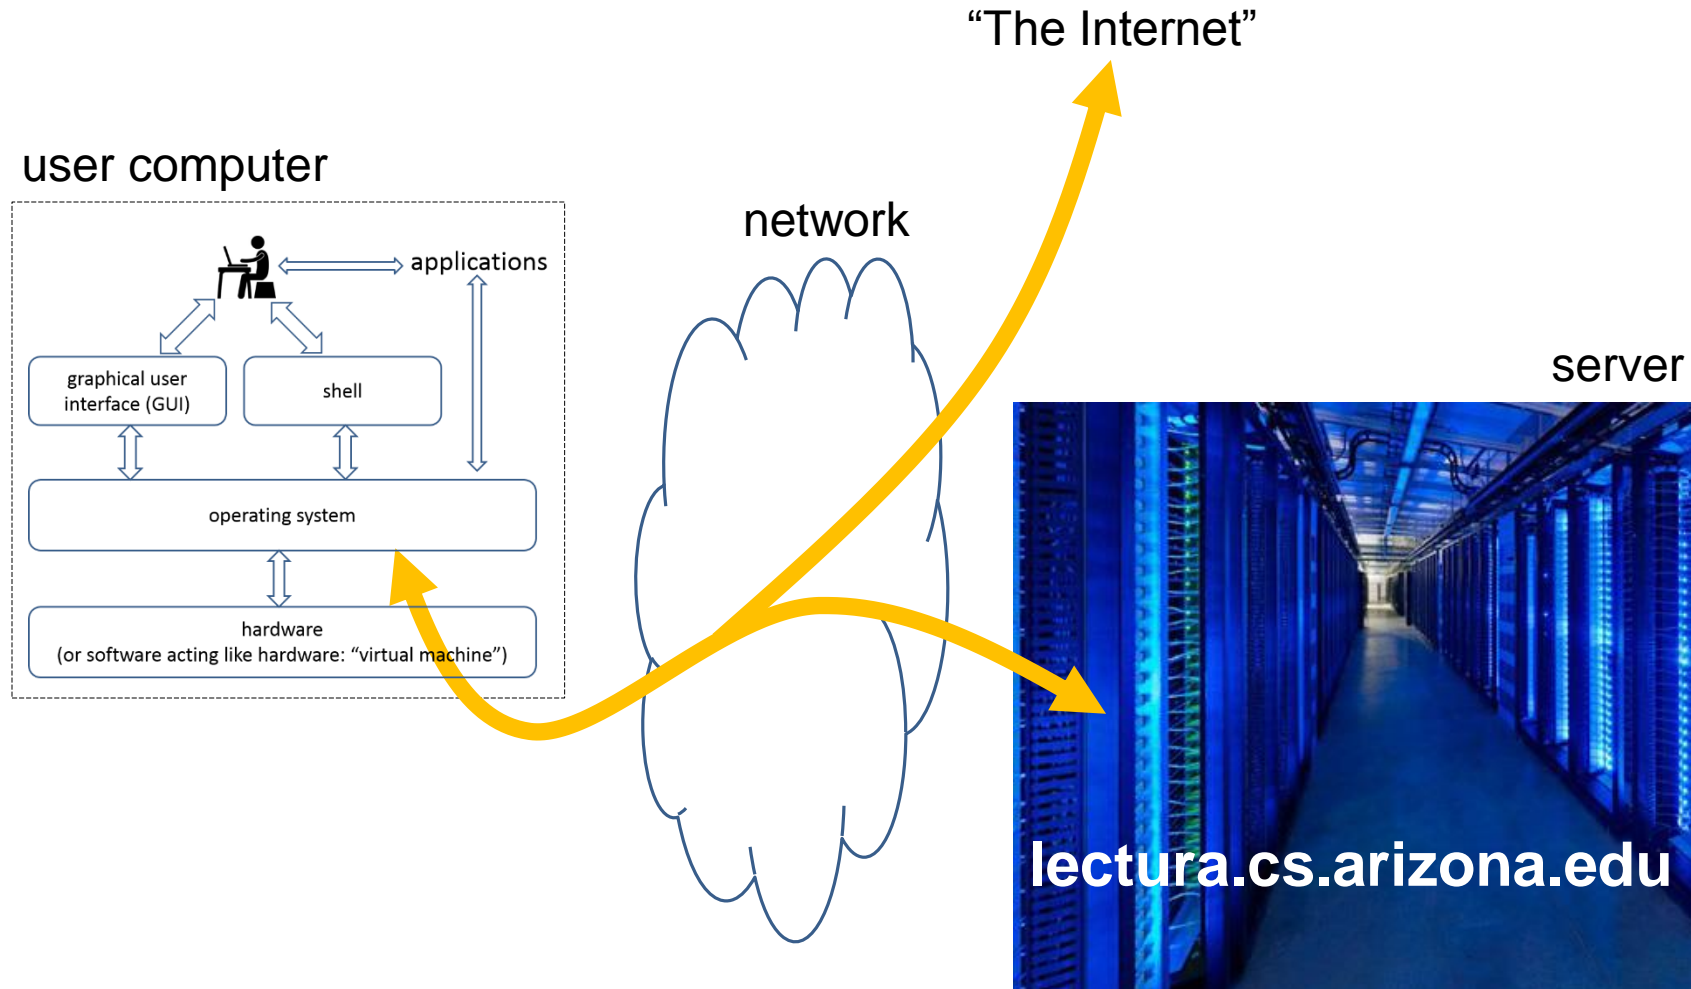 “The Internet”
user computer
network
applications
server
graphical user
interface (GUI)
shell
operating system
hardware
(or software acting like hardware: “virtual machine”)
lectura.cs.arizona.edu